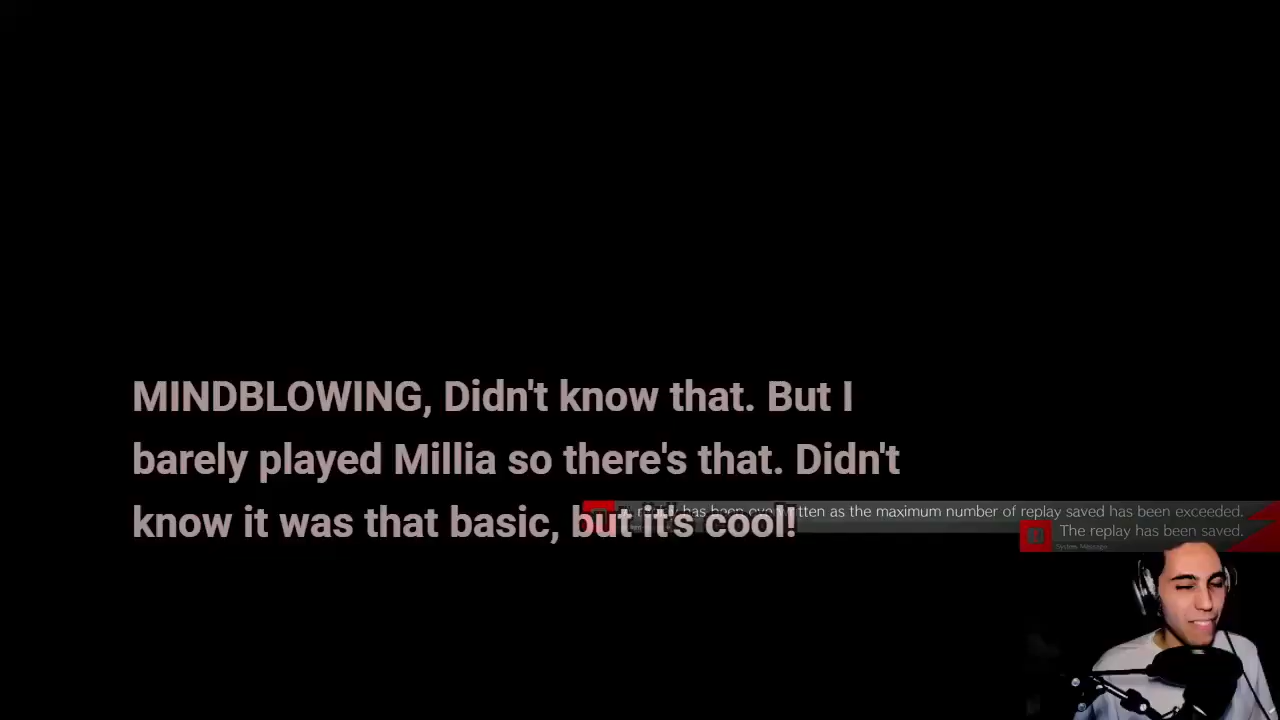 MINDBLOWING, Didn't know that. But I
barely played Millia so there's that. Didn't
know it was that basic, but it's cool!
has been overwritten as the maximum number of replay saved has been exceeded.
The replay has been saved.
System Message